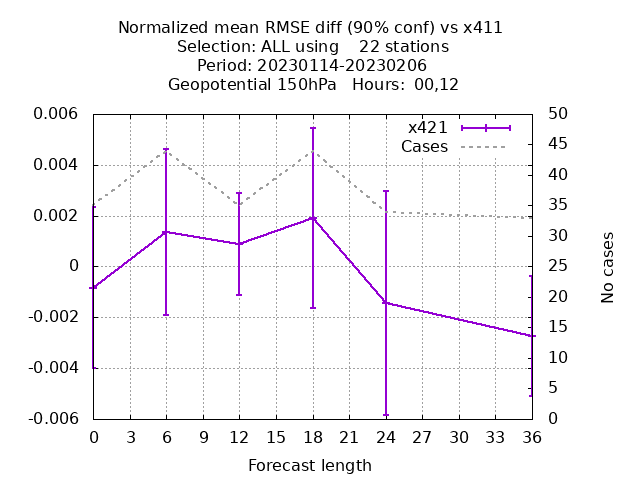 Normalized mean RMSE diff (90% conf) vs x411
Selection: ALL using    22 stations
Period: 20230114-20230206
Geopotential 150hPa   Hours:  00,12
x421
Cases
0.006
0.004
0.002
0
-0.002
-0.004
-0.006
50
45
40
35
30
25
20
15
10
5
0
No cases
0 3 6 9 12 15 18 21 24 27 30 33 36
Forecast length